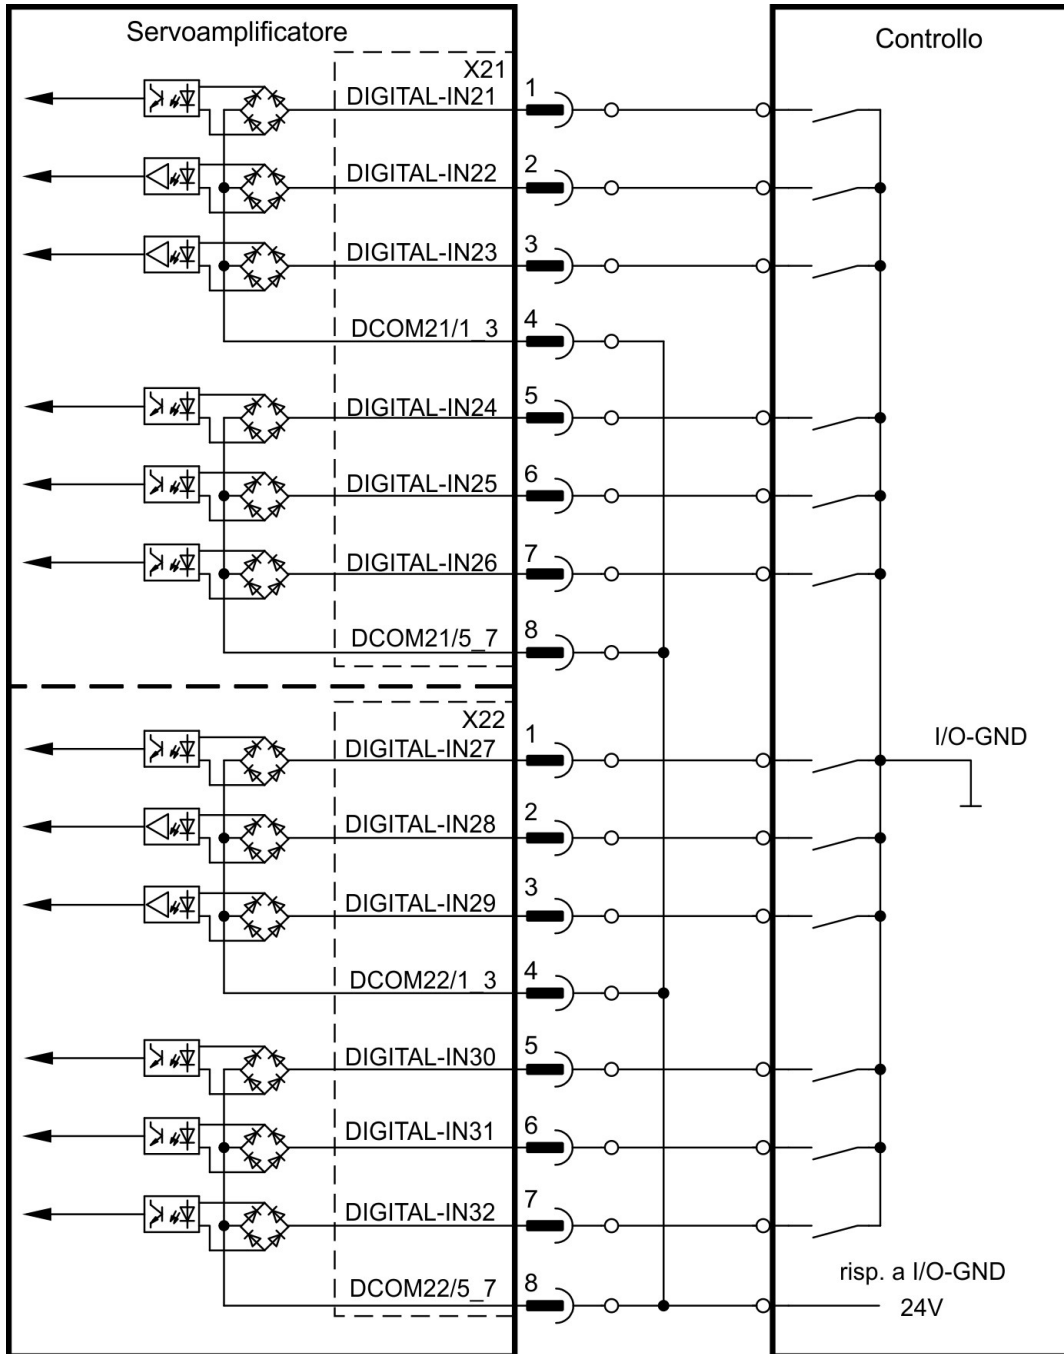 Servoamplificatore
Controllo
X21
DIGITAL-IN21
1
DIGITAL-IN22
2
DIGITAL-IN23
3
DCOM21/1_3
4
DIGITAL-IN24
5
DIGITAL-IN25
6
DIGITAL-IN26
7
DCOM21/5_7
8
X22
DIGITAL-IN27
1
I/O-GND
DIGITAL-IN28
2
DIGITAL-IN29
3
DCOM22/1_3
4
DIGITAL-IN30
5
DIGITAL-IN31
6
DIGITAL-IN32
7
DCOM22/5_7
8
risp. a I/O-GND
24V